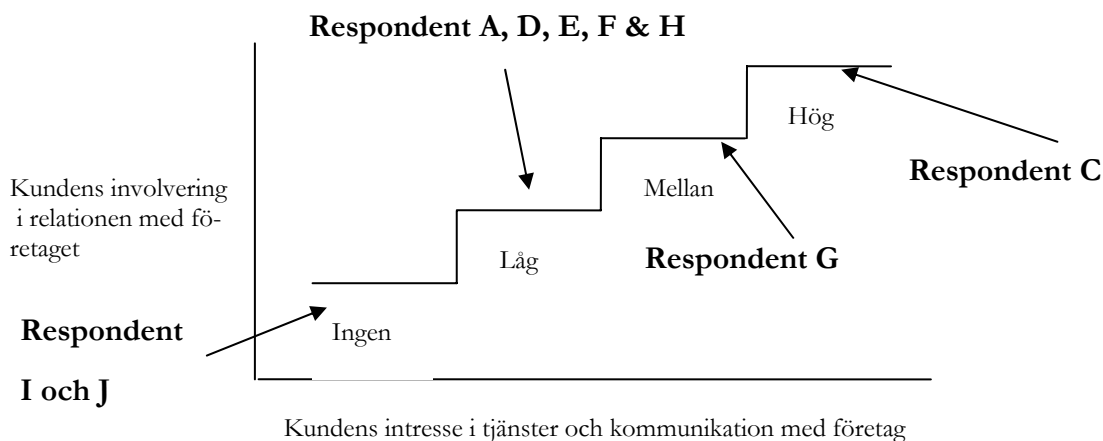 Respondent A, D, E, F & H
Hög
Respondent C
Mellan
Kundens involvering
i relationen med fö-
retaget
Låg
Respondent G
Respondent
I och J
Ingen
Kundens intresse i tjänster och kommunikation med företag